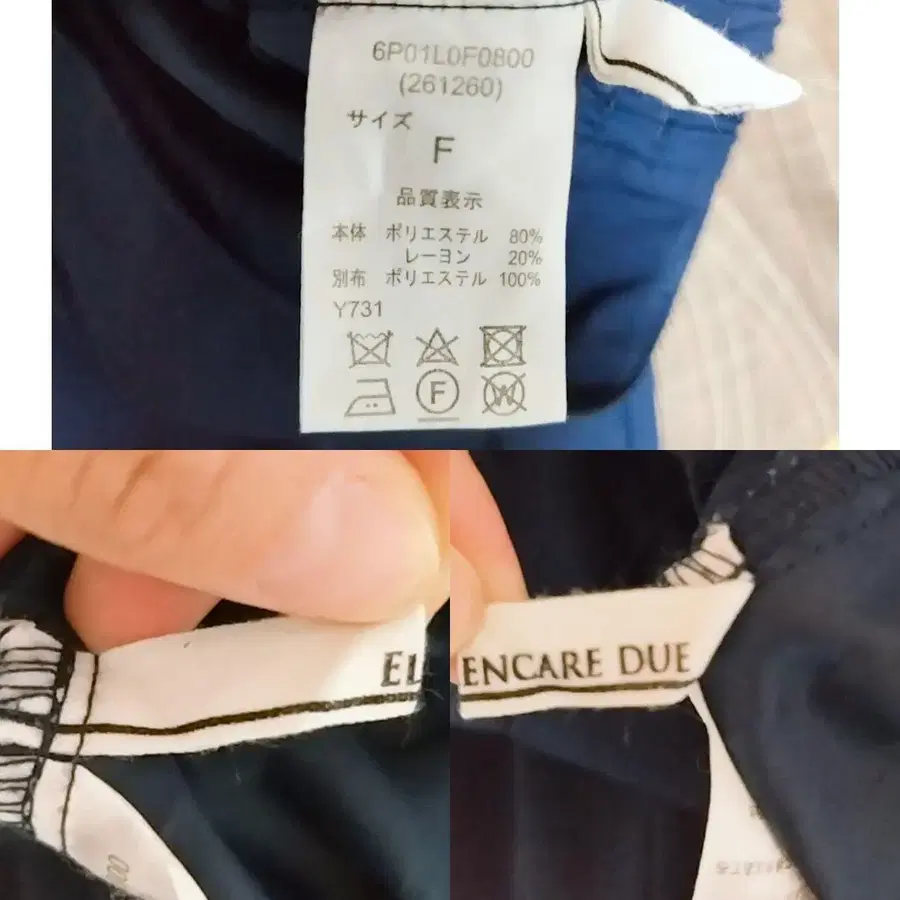 6P01L0F0800
(261260)
サイズ
F
品質表示
本体 ポリエステル 80%
レーヨン 20%
別布 ポリエステル 100%
Y731
F W
EL
ENCARE DUE